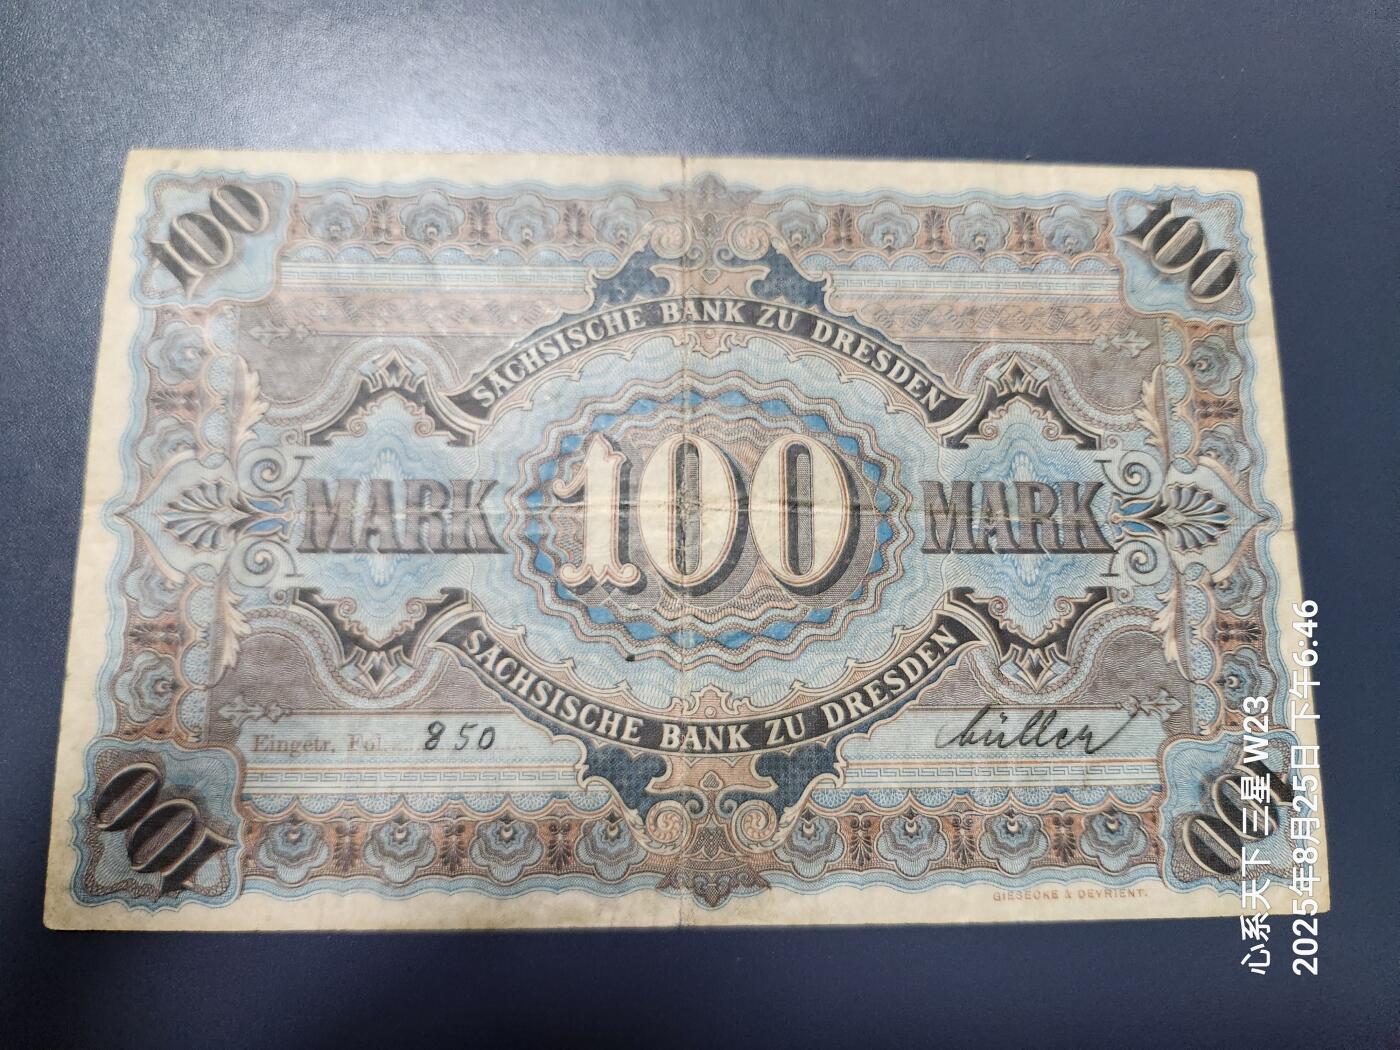 100
100
SÄCHSISCHE BANK ZU DRESDEN
MARK
100
MARK
SÄCHSISCHE BANK ZU DRESDEN
Eingetr. Fol. 850
Müller
100
100
GIESECKE & DEVRIENT.
心系天下 三星 W23
2025年8月25日 下午6:46